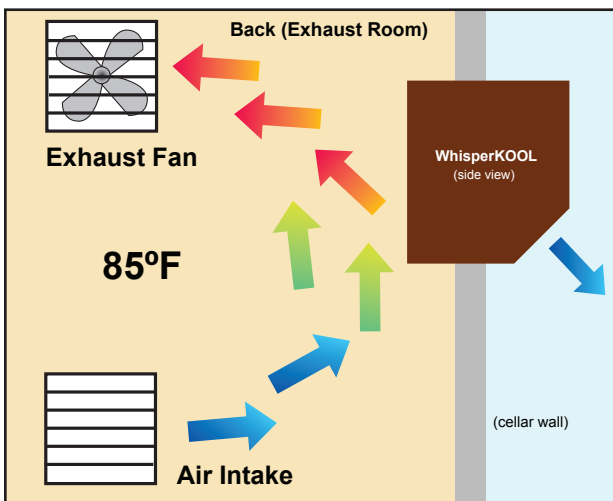 Back (Exhaust Room)
Exhaust Fan
WhisperKOOL
(side view)
85ºF
(cellar wall)
Air Intake